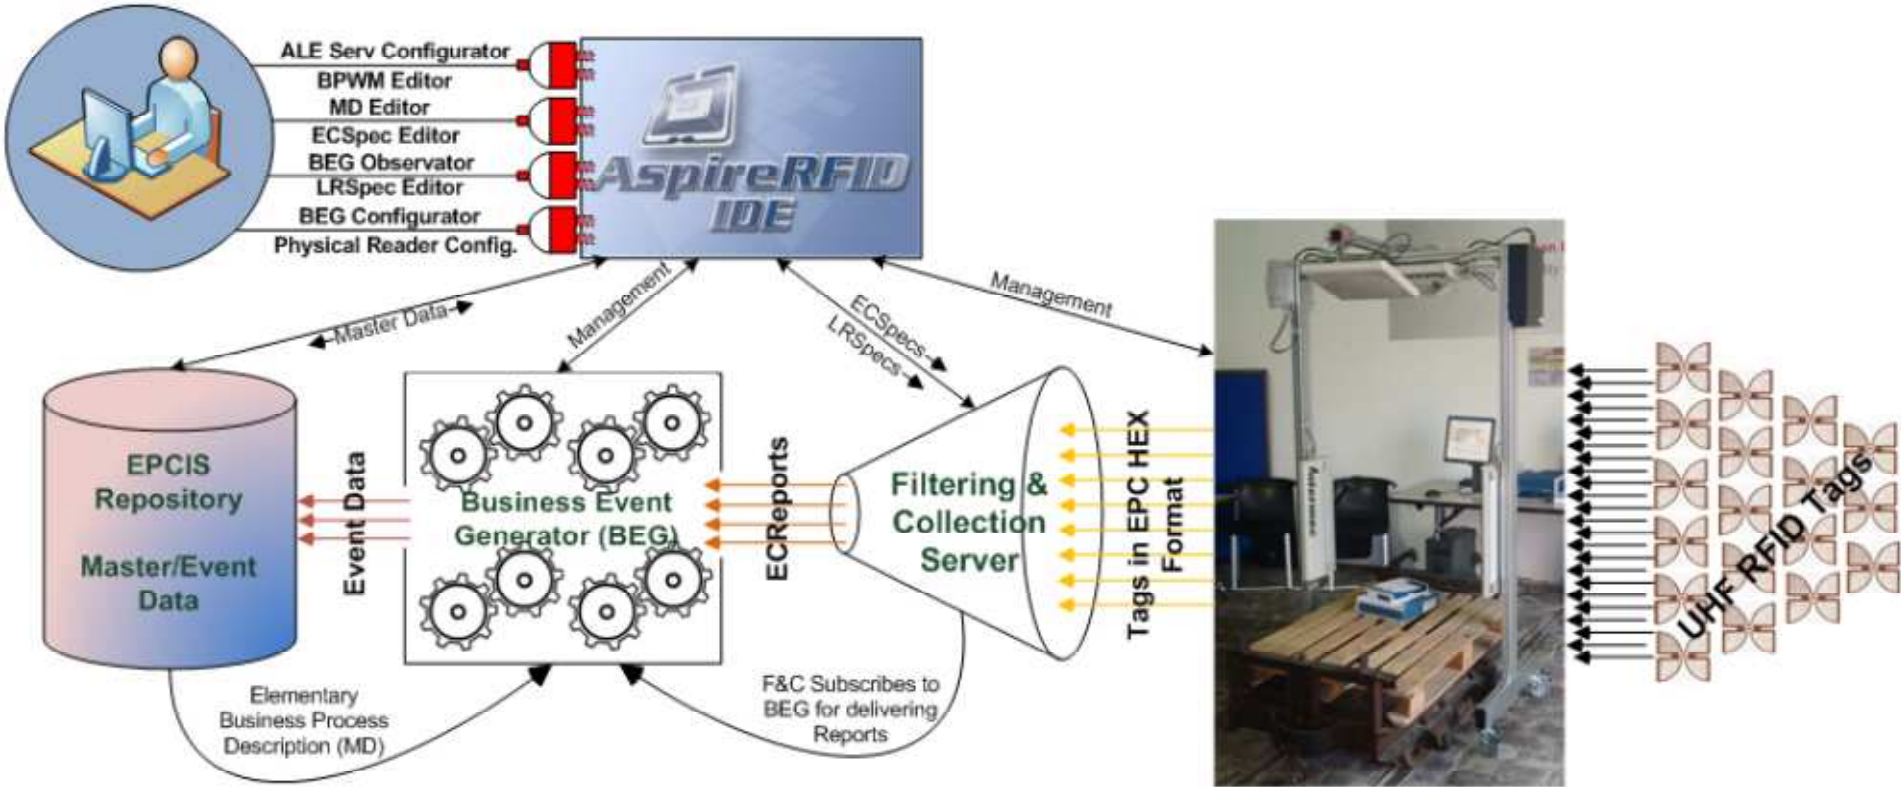 ALE Serv Configurator
BPWM Editor
MD Editor
ECSpec Editor
BEG Observator
LRSpec Editor
BEG Configurator
Physical Reader Config.
AspireRFID
IDE
Master Data
Management
ECSpecs
LRSpecs
Management
EPCIS
Repository
Master/Event
Data
Event Data
Business Event
Generator (BEG)
ECReports
Filtering &
Collection
Server
Tags in EPC HEX
Format
UHF RFID Tags
Elementary
Business Process
Description (MD)
F&C Subscribes to
BEG for delivering
Reports